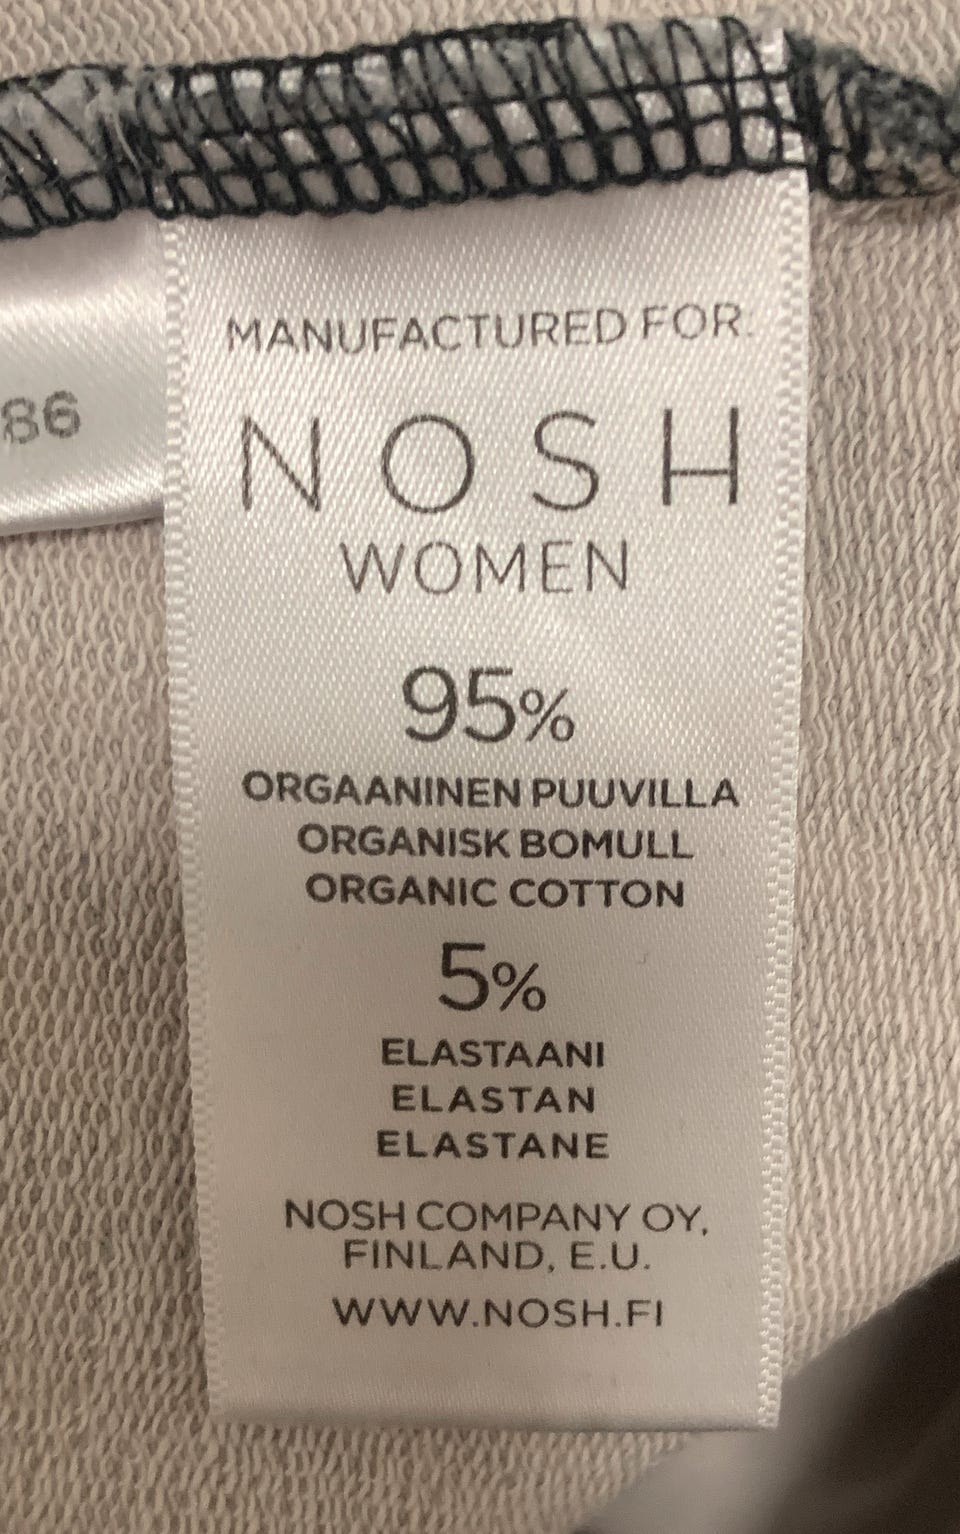 MANUFACTURED FOR:
NOSH
WOMEN
95%
ORGAANINEN PUUVILLA
ORGANISK BOMULL
ORGANIC COTTON
5%
ELASTAANI
ELASTAN
ELASTANE
NOSH COMPANY OY,
FINLAND, E.U.
WWW.NOSH.FI
86